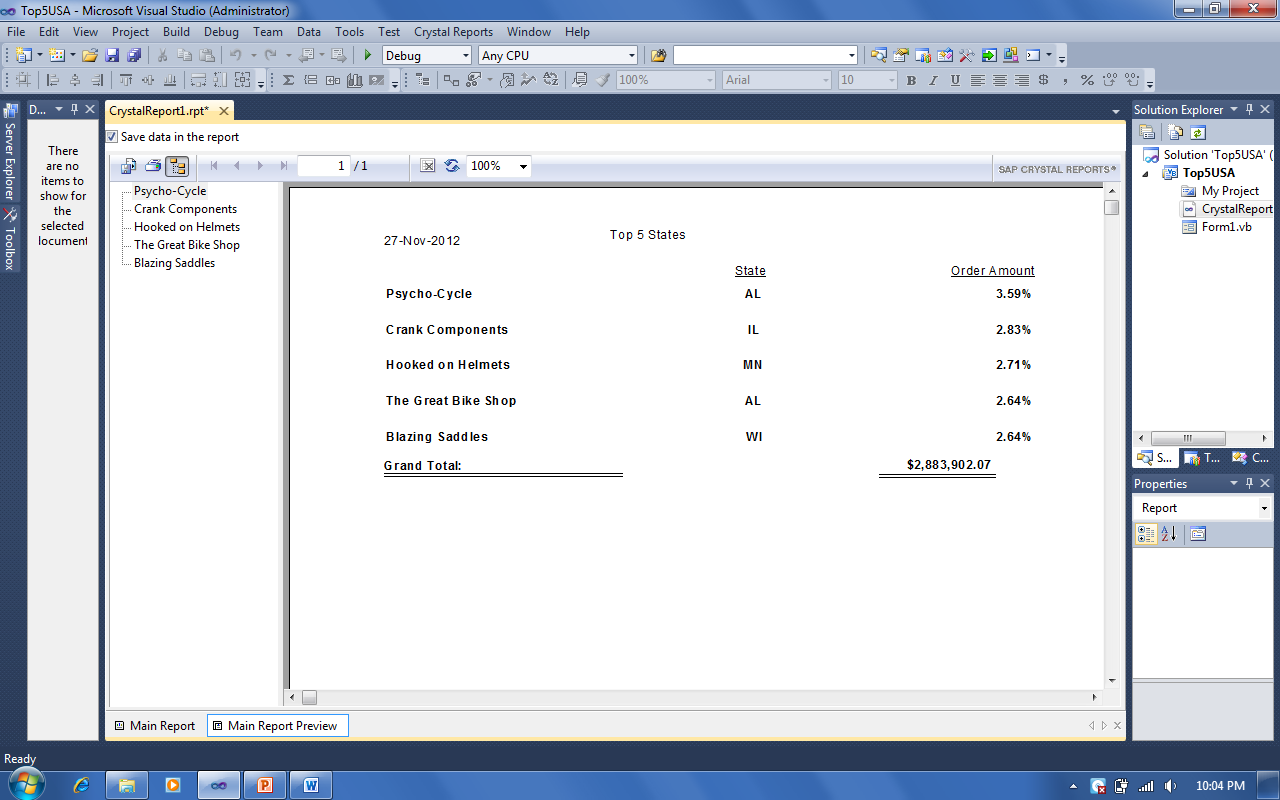 Top5USA - Microsoft Visual Studio (Administrator)
File Edit View Project Build Debug Team Data Tools Test Crystal Reports Window Help
Debug Any CPU
100% Arial 10 B I U $ , %
D... CrystalReport1.rpt* Solution Explorer
Server Explorer
Toolbox
There
are no
items to
show for
the
selected
locument
Save data in the report
1 / 1 100% SAP CRYSTAL REPORTS®
Psycho-Cycle
Crank Components
Hooked on Helmets
The Great Bike Shop
Blazing Saddles
27-Nov-2012 Top 5 States
State Order Amount
Psycho-Cycle AL 3.59%
Crank Components IL 2.83%
Hooked on Helmets MN 2.71%
The Great Bike Shop AL 2.64%
Blazing Saddles WI 2.64%
Grand Total: $2,883,902.07
Main Report Main Report Preview
Solution 'Top5USA' (
Top5USA
My Project
CrystalReport
Form1.vb
S... T... C...
Properties
Report
Ready
10:04 PM